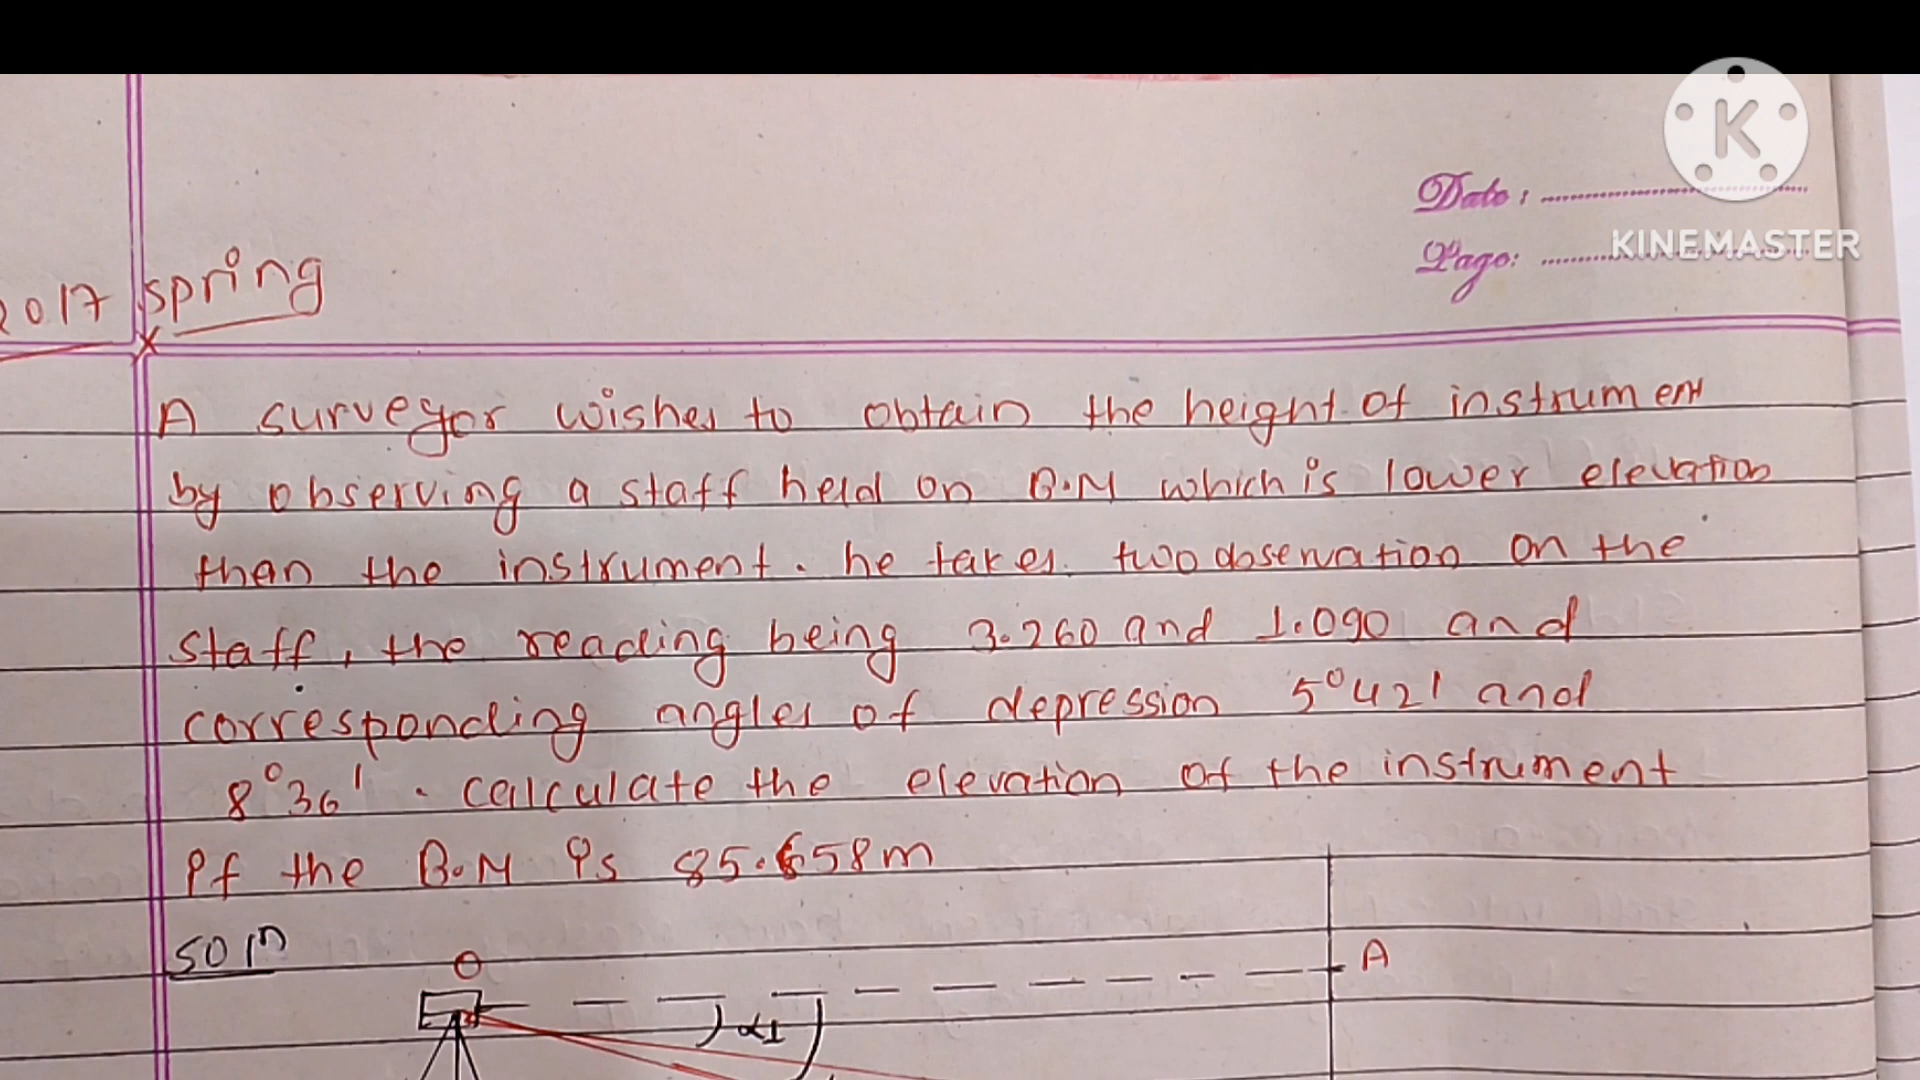 Date :
KINEMASTER
Page:
2017 spring
A surveyor wishes to obtain the height of instrument
by observing a staff held on B.M which is lower elevation
then the instrument. he takes two obsernation on the
staff, the reading being 3.260 and 1.090 and
corresponding angles of depression 5°42' and
8°36'. calculate the elevation of the instrument
If the B.M is 85.658m
soln
O
A
α1